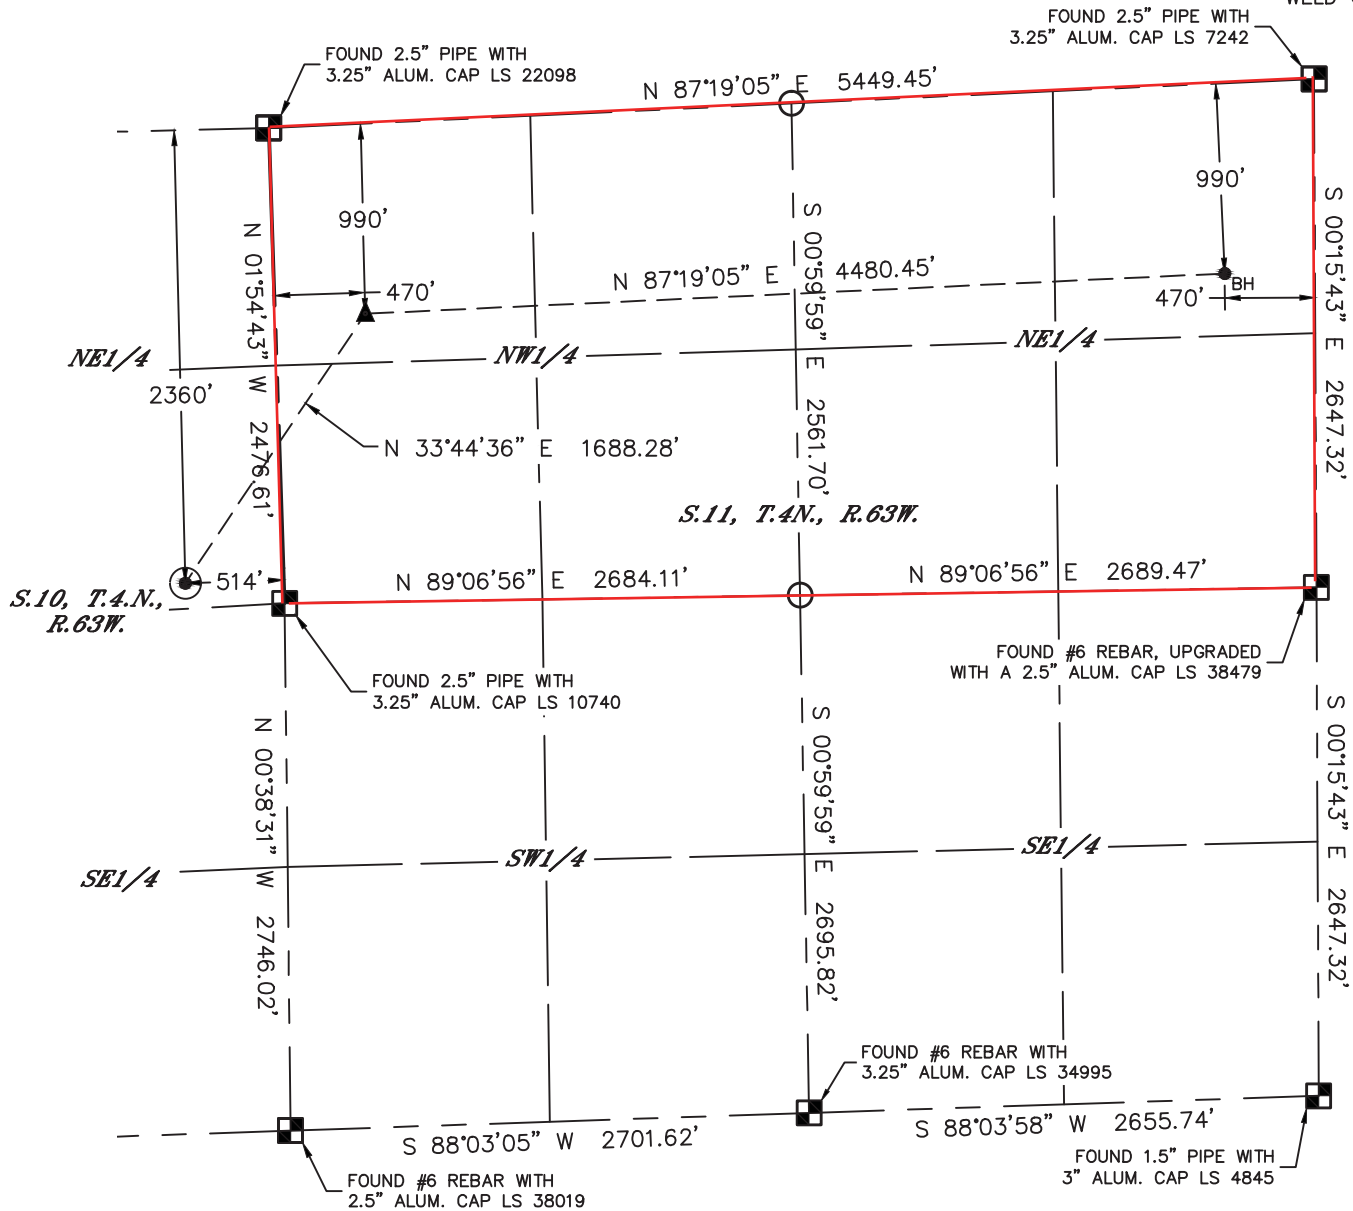 FOUND 2.5" PIPE WITH
3.25" ALUM. CAP LS 7242
FOUND 2.5" PIPE WITH
3.25" ALUM. CAP LS 22098
N 87°19'05" E 5449.45'
990'
990'
N 01°54'43" W 2476.61'
S 00°59'59" E 2561.70'
S 00°15'43" E 2647.32'
N 87°19'05" E 4480.45'
470'
BH
470'
NE1/4
NW1/4
NE1/4
2360'
N 33°44'36" E 1688.28'
S.11, T.4N., R.63W.
514'
N 89°06'56" E 2684.11'
N 89°06'56" E 2689.47'
S.10, T.4.N.,
R.63W.
FOUND #6 REBAR, UPGRADED
WITH A 2.5" ALUM. CAP LS 38479
FOUND 2.5" PIPE WITH
3.25" ALUM. CAP LS 10740
N 00°38'31" W 2746.02'
S 00°59'59" E 2695.82'
S 00°15'43" E 2647.32'
SE1/4
SW1/4
SE1/4
FOUND #6 REBAR WITH
3.25" ALUM. CAP LS 34995
S 88°03'05" W 2701.62'
S 88°03'58" W 2655.74'
FOUND 1.5" PIPE WITH
3" ALUM. CAP LS 4845
FOUND #6 REBAR WITH
2.5" ALUM. CAP LS 38019